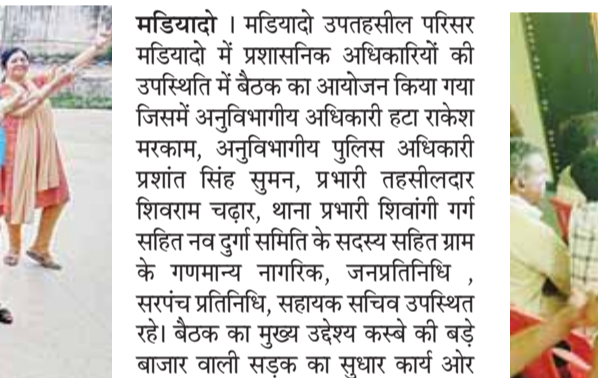 मडियादो । मडियादो उपतहसील परिसर
मडियादो में प्रशासनिक अधिकारियों की
उपस्थिति में बैठक का आयोजन किया गया
जिसमें अनुविभागीय अधिकारी हटा राकेश
मरकाम, अनुविभागीय पुलिस अधिकारी
प्रशांत सिंह सुमन, प्रभारी तहसीलदार
शिवराम चढ़ार, थाना प्रभारी शिवांगी गर्ग
सहित नव दुर्गा समिति के सदस्य सहित ग्राम
के गणमान्य नागरिक, जनप्रतिनिधि ,
सरपंच प्रतिनिधि, सहायक सचिव उपस्थित
रहे। बैठक का मुख्य उद्देश्य कस्बे की बड़े
बाजार वाली सड़क का सुधार कार्य ओर